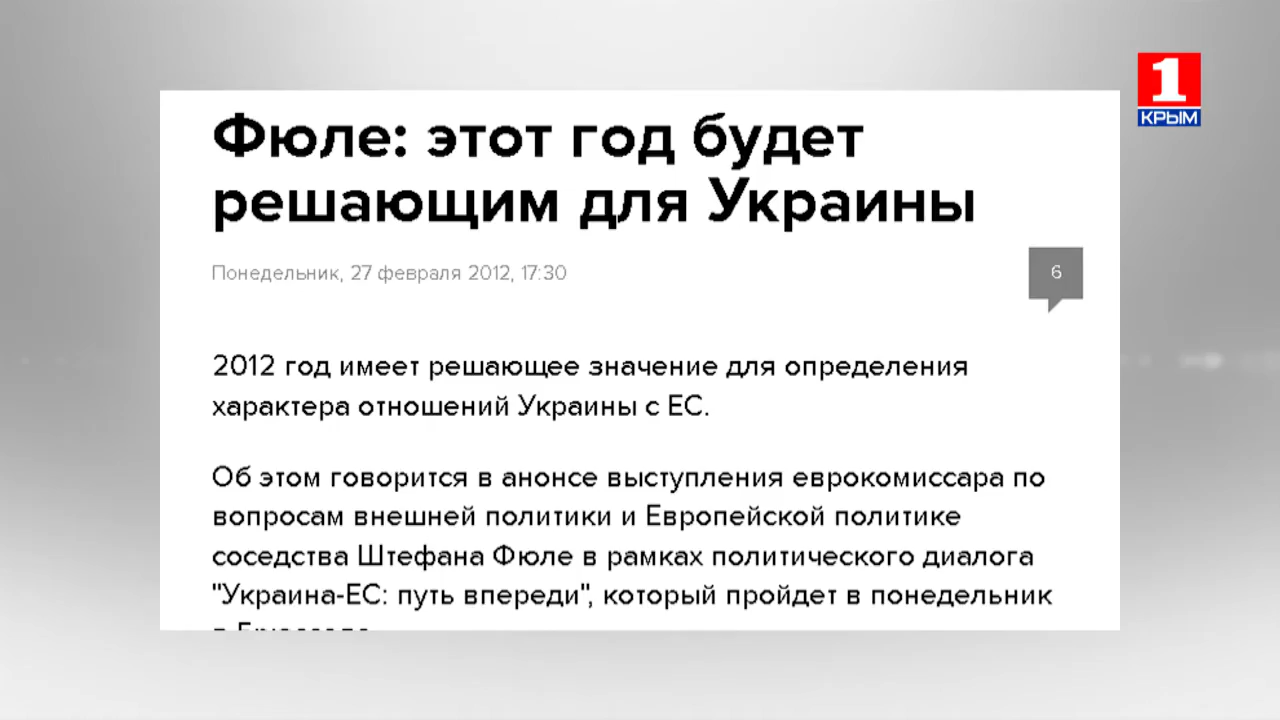 1
КРЫМ
Фюле: этот год будет
решающим для Украины
Понедельник, 27 февраля 2012, 17:30
6
2012 год имеет решающее значение для определения
характера отношений Украины с ЕС.
Об этом говорится в анонсе выступления еврокомиссара по
вопросам внешней политики и Европейской политике
соседства Штефана Фюле в рамках политического диалога
"Украина-ЕС: путь впереди", который пройдет в понедельник